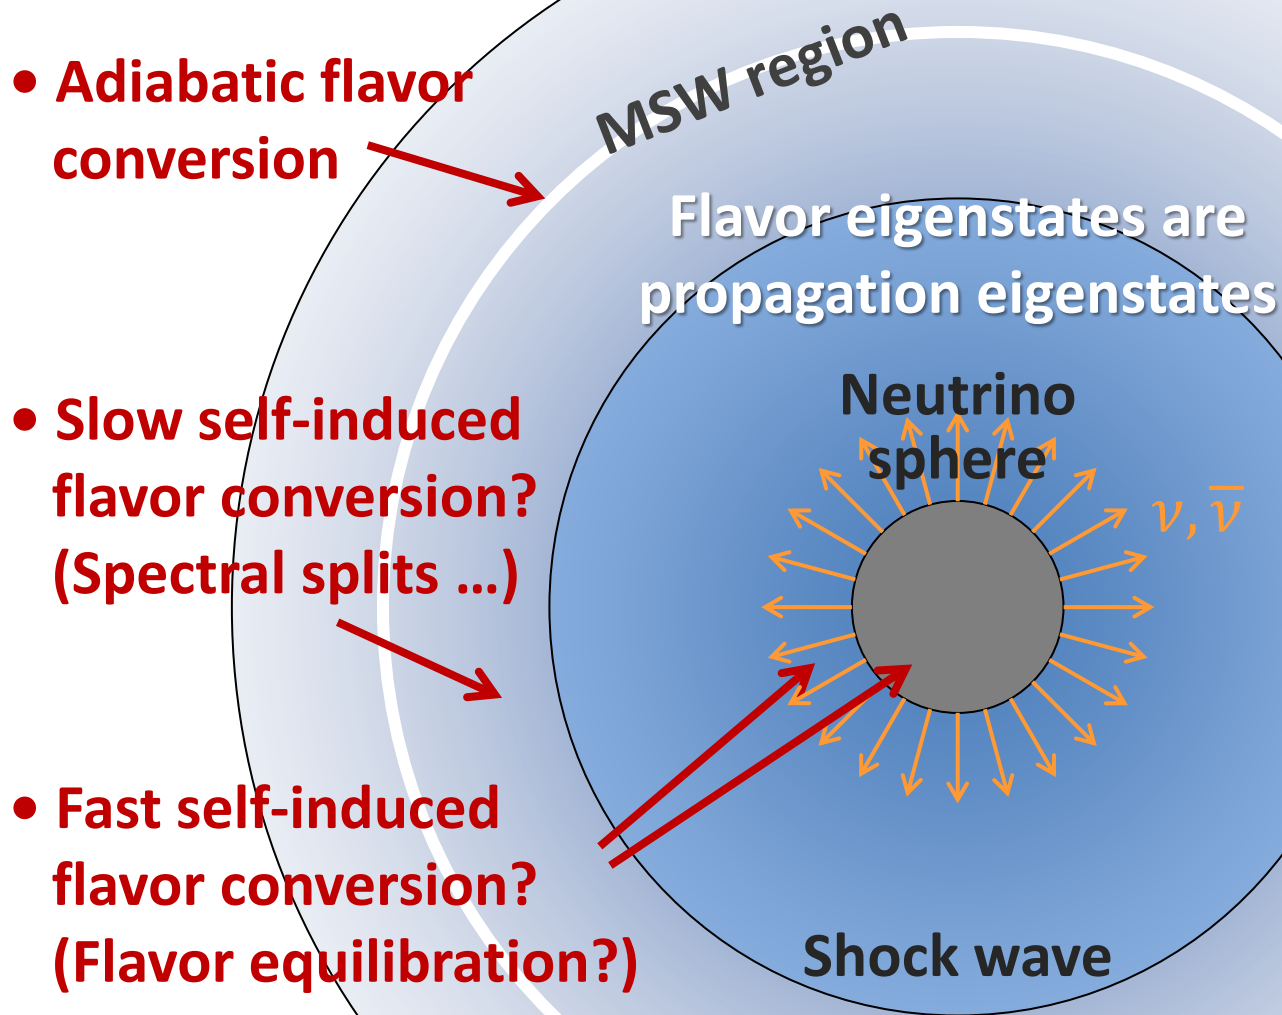 • Adiabatic flavor
conversion
MSW region
Flavor eigenstates are
propagation eigenstates
Neutrino
sphere
ν, ν̅
• Slow self-induced
flavor conversion?
(Spectral splits ...)
• Fast self-induced
flavor conversion?
(Flavor equilibration?)
Shock wave